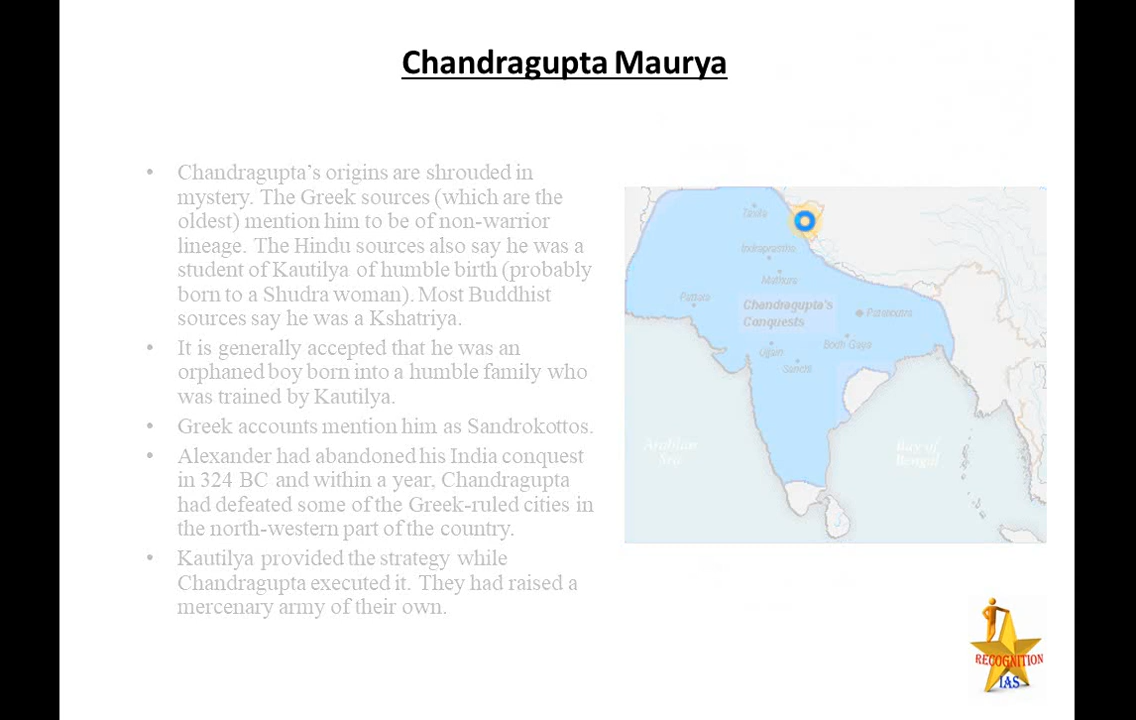 Chandragupta Maurya
• Chandragupta’s origins are shrouded in
mystery. The Greek sources (which are the
oldest) mention him to be of non-warrior
lineage. The Hindu sources also say he was a
student of Kautilya of humble birth (probably
born to a Shudra woman). Most Buddhist
sources say he was a Kshatriya.
• It is generally accepted that he was an
orphaned boy born into a humble family who
was trained by Kautilya.
• Greek accounts mention him as Sandrokottos.
• Alexander had abandoned his India conquest
in 324 BC and within a year, Chandragupta
had defeated some of the Greek-ruled cities in
the north-western part of the country.
• Kautilya provided the strategy while
Chandragupta executed it. They had raised a
mercenary army of their own.
Taxila
Indraprastha
Mathura
Pattala
Chandragupta's
Conquests
Pataliputra
Ujjain
Bodh Gaya
Sanchi
Arabian
Sea
Bay of
Bengal
RECOGNITION
IAS